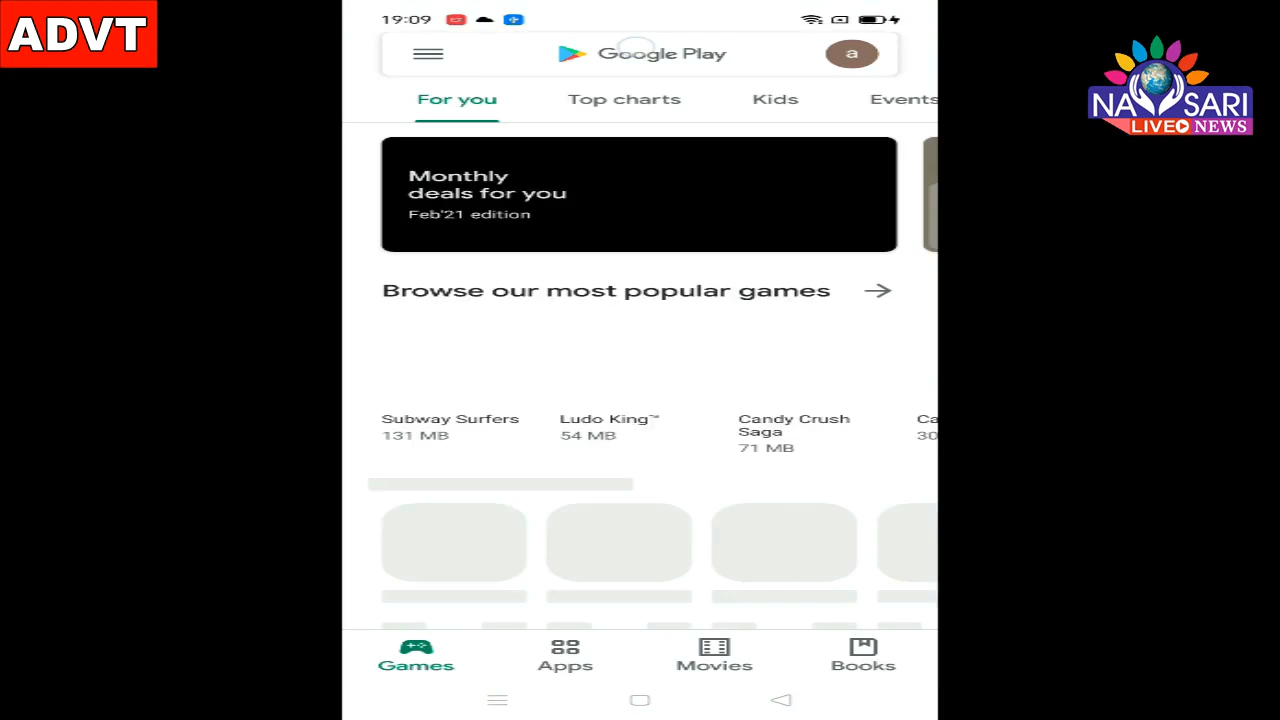 ADVT
19:09
Google Play
a
NAVSARI
LIVE NEWS
For you
Top charts
Kids
Events
Monthly
deals for you
Feb'21 edition
Browse our most popular games
Subway Surfers
131 MB
Ludo King™
54 MB
Candy Crush
Saga
71 MB
Ca
30
Games
Apps
Movies
Books